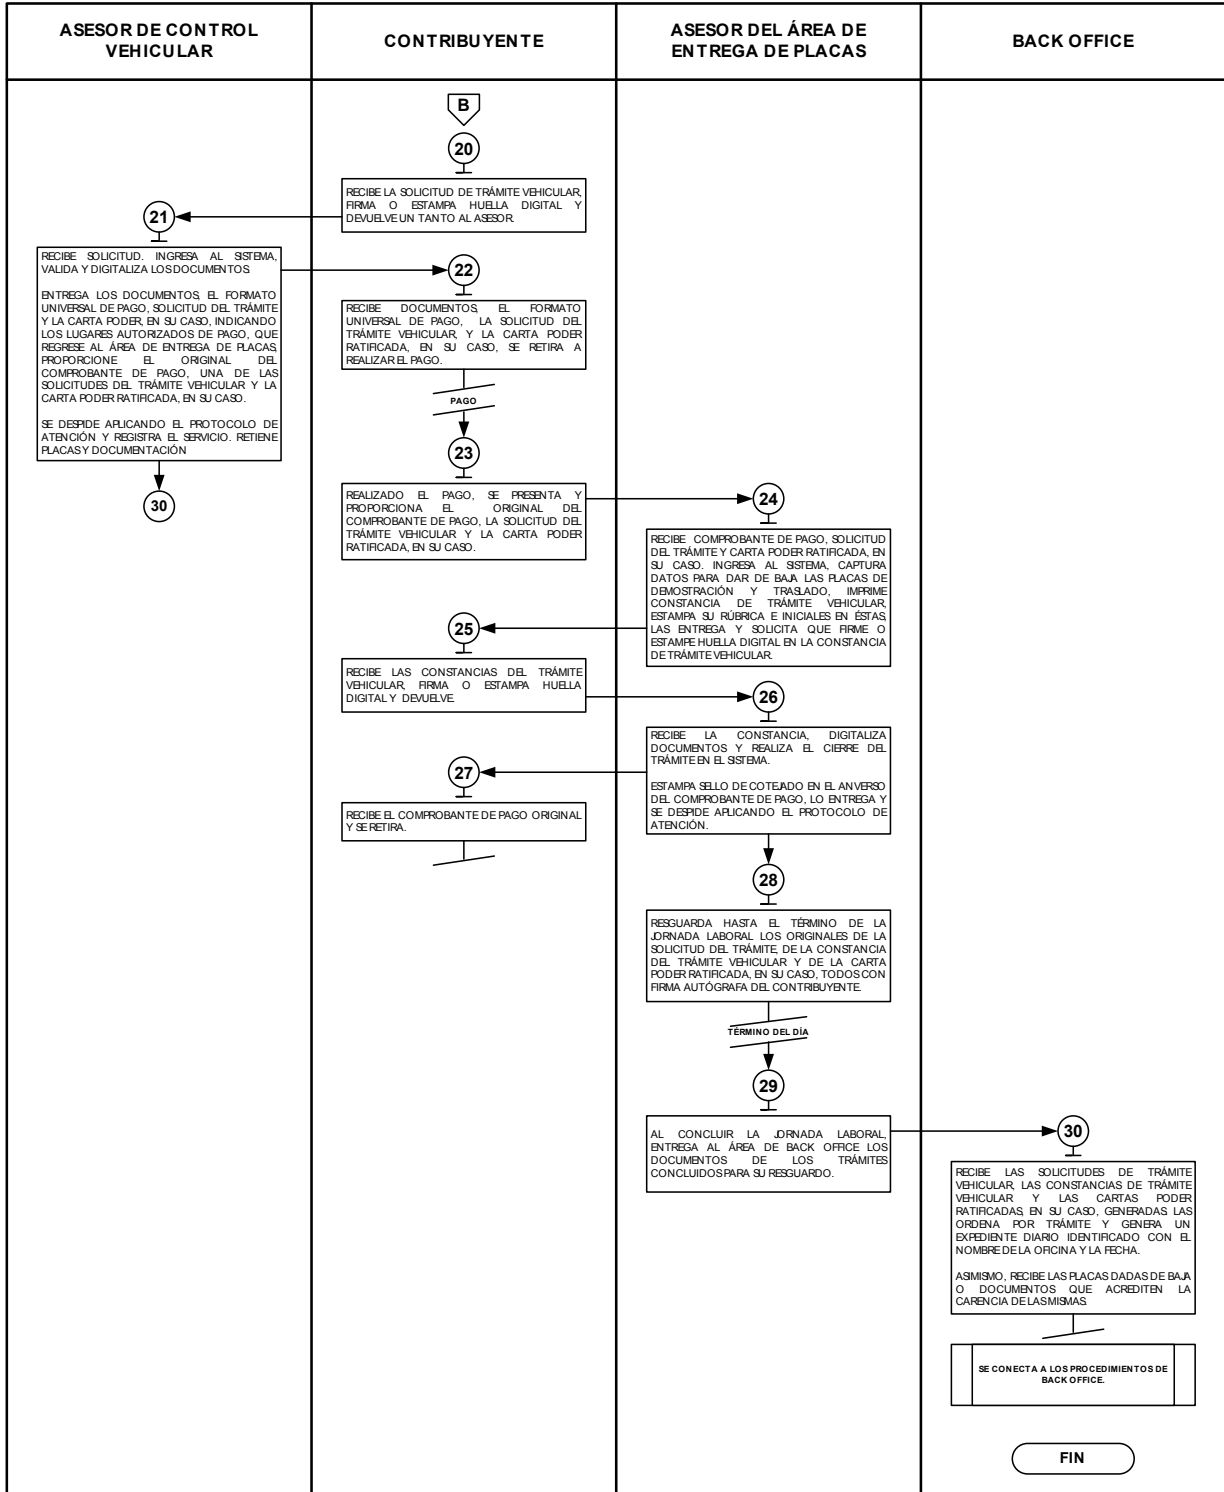 ASESOR DE CONTROL
VEHICULAR
CONTRIBUYENTE
ASESOR DEL ÁREA DE
ENTREGA DE PLACAS
BACK OFFICE
B
20
RECIBE LA SOLICITUD DE TRÁMITE VEHICULAR,
FIRMA O ESTAMPA HUELLA DIGITAL Y
DEVUELVE UN TANTO AL ASESOR.
21
RECIBE SOLICITUD. INGRESA AL SISTEMA,
VALIDA Y DIGITALIZA LOS DOCUMENTOS.
ENTREGA LOS DOCUMENTOS, EL FORMATO
UNIVERSAL DE PAGO, SOLICITUD DEL TRÁMITE
Y LA CARTA PODER, EN SU CASO, INDICANDO
LOS LUGARES AUTORIZADOS DE PAGO, QUE
REGRESE AL ÁREA DE ENTREGA DE PLACAS,
PROPORCIONE EL ORIGINAL DEL
COMPROBANTE DE PAGO, UNA DE LAS
SOLICITUDES DEL TRÁMITE VEHICULAR Y LA
CARTA PODER RATIFICADA, EN SU CASO.
SE DESPIDE APLICANDO EL PROTOCOLO DE
ATENCIÓN Y REGISTRA EL SERVICIO. RETIENE
PLACAS Y DOCUMENTACIÓN
30
22
RECIBE DOCUMENTOS, EL FORMATO
UNIVERSAL DE PAGO, LA SOLICITUD DEL
TRÁMITE VEHICULAR, Y LA CARTA PODER
RATIFICADA, EN SU CASO, SE RETIRA A
REALIZAR EL PAGO.
PAGO
23
REALIZADO EL PAGO, SE PRESENTA Y
PROPORCIONA EL ORIGINAL DEL
COMPROBANTE DE PAGO, LA SOLICITUD DEL
TRÁMITE VEHICULAR Y LA CARTA PODER
RATIFICADA, EN SU CASO.
24
RECIBE COMPROBANTE DE PAGO, SOLICITUD
DEL TRÁMITE Y CARTA PODER RATIFICADA, EN
SU CASO. INGRESA AL SISTEMA, CAPTURA
DATOS PARA DAR DE BAJA LAS PLACAS DE
DEMOSTRACIÓN Y TRASLADO, IMPRIME
CONSTANCIA DE TRÁMITE VEHICULAR,
ESTAMPA SU RÚBRICA E INICIALES EN ÉSTAS,
LAS ENTREGA Y SOLICITA QUE FIRME O
ESTAMPE HUELLA DIGITAL EN LA CONSTANCIA
DE TRÁMITE VEHICULAR.
25
RECIBE LAS CONSTANCIAS DEL TRÁMITE
VEHICULAR, FIRMA O ESTAMPA HUELLA
DIGITAL Y DEVUELVE.
26
RECIBE LA CONSTANCIA, DIGITALIZA
DOCUMENTOS Y REALIZA EL CIERRE DEL
TRÁMITE EN EL SISTEMA.
ESTAMPA SELLO DE COTEJADO EN EL ANVERSO
DEL COMPROBANTE DE PAGO, LO ENTREGA Y
SE DESPIDE APLICANDO EL PROTOCOLO DE
ATENCIÓN.
27
RECIBE EL COMPROBANTE DE PAGO ORIGINAL
Y SE RETIRA.
28
RESGUARDA HASTA EL TÉRMINO DE LA
JORNADA LABORAL LOS ORIGINALES DE LA
SOLICITUD DEL TRÁMITE, DE LA CONSTANCIA
DEL TRÁMITE VEHICULAR Y DE LA CARTA
PODER RATIFICADA, EN SU CASO, TODOS CON
FIRMA AUTÓGRAFA DEL CONTRIBUYENTE.
TÉRMINO DEL DÍA
29
AL CONCLUIR LA JORNADA LABORAL,
ENTREGA AL ÁREA DE BACK OFFICE LOS
DOCUMENTOS DE LOS TRÁMITES
CONCLUIDOS PARA SU RESGUARDO.
30
RECIBE LAS SOLICITUDES DE TRÁMITE
VEHICULAR, LAS CONSTANCIAS DE TRÁMITE
VEHICULAR Y LAS CARTAS PODER
RATIFICADAS, EN SU CASO, GENERADAS. LAS
ORDENA POR TRÁMITE Y GENERA UN
EXPEDIENTE DIARIO IDENTIFICADO CON EL
NOMBRE DE LA OFICINA Y LA FECHA.
ASIMISMO, RECIBE LAS PLACAS DADAS DE BAJA
O DOCUMENTOS QUE ACREDITEN LA
CARENCIA DE LAS MISMAS.
SE CONECTA A LOS PROCEDIMIENTOS DE
BACK OFFICE.
FIN